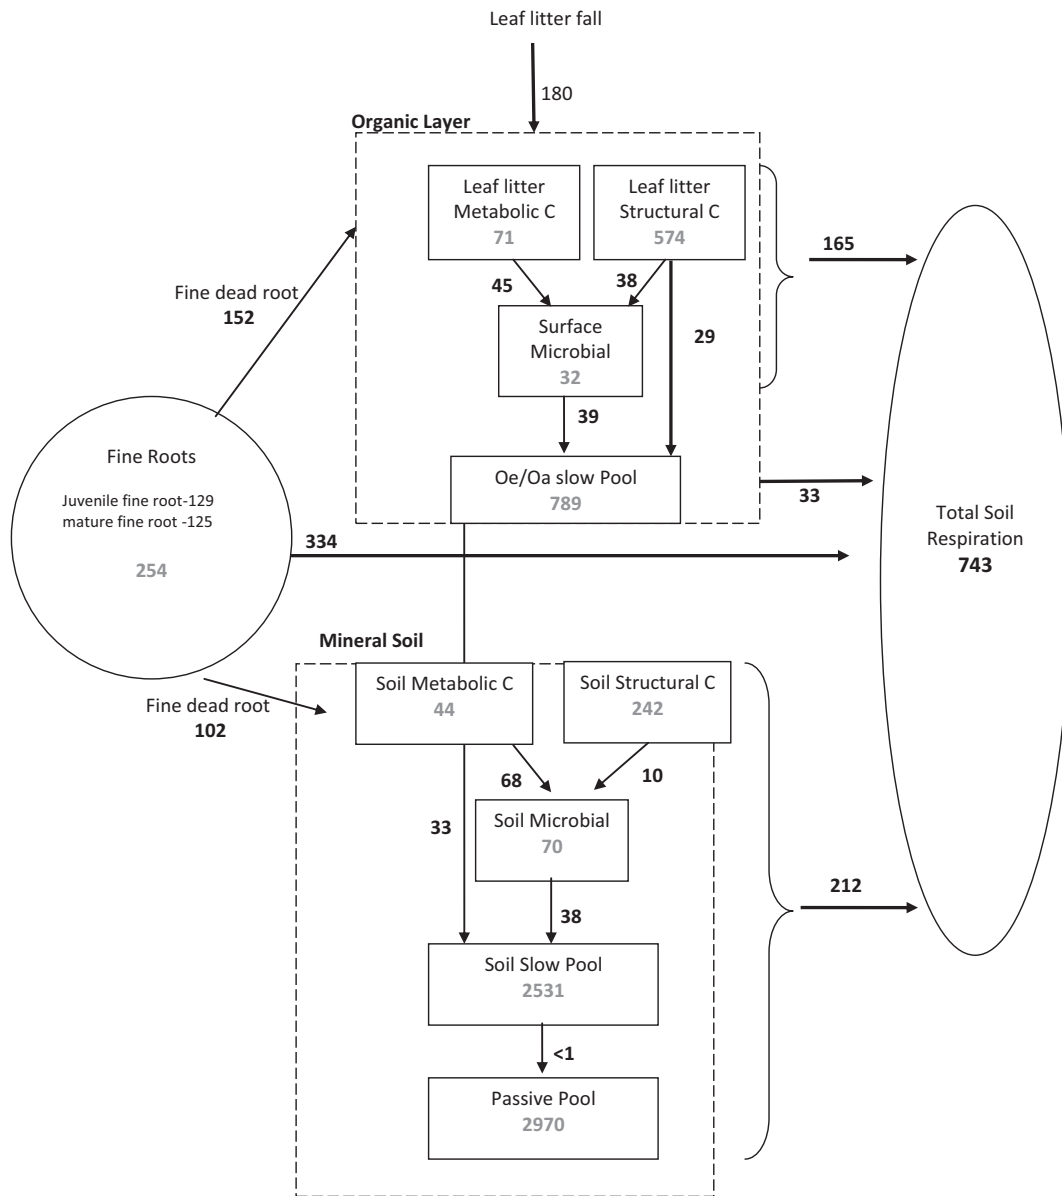 Leaf litter fall
180
Organic Layer
Leaf litter
Metabolic C
71
Leaf litter
Structural C
574
165
45
38
Fine dead root
152
Surface
Microbial
32
29
39
Fine Roots
Juvenile fine root-129
mature fine root -125
254
Oe/Oa slow Pool
789
33
334
Total Soil
Respiration
743
Mineral Soil
Soil Metabolic C
44
Soil Structural C
242
Fine dead root
102
68
10
33
Soil Microbial
70
212
38
Soil Slow Pool
2531
<1
Passive Pool
2970